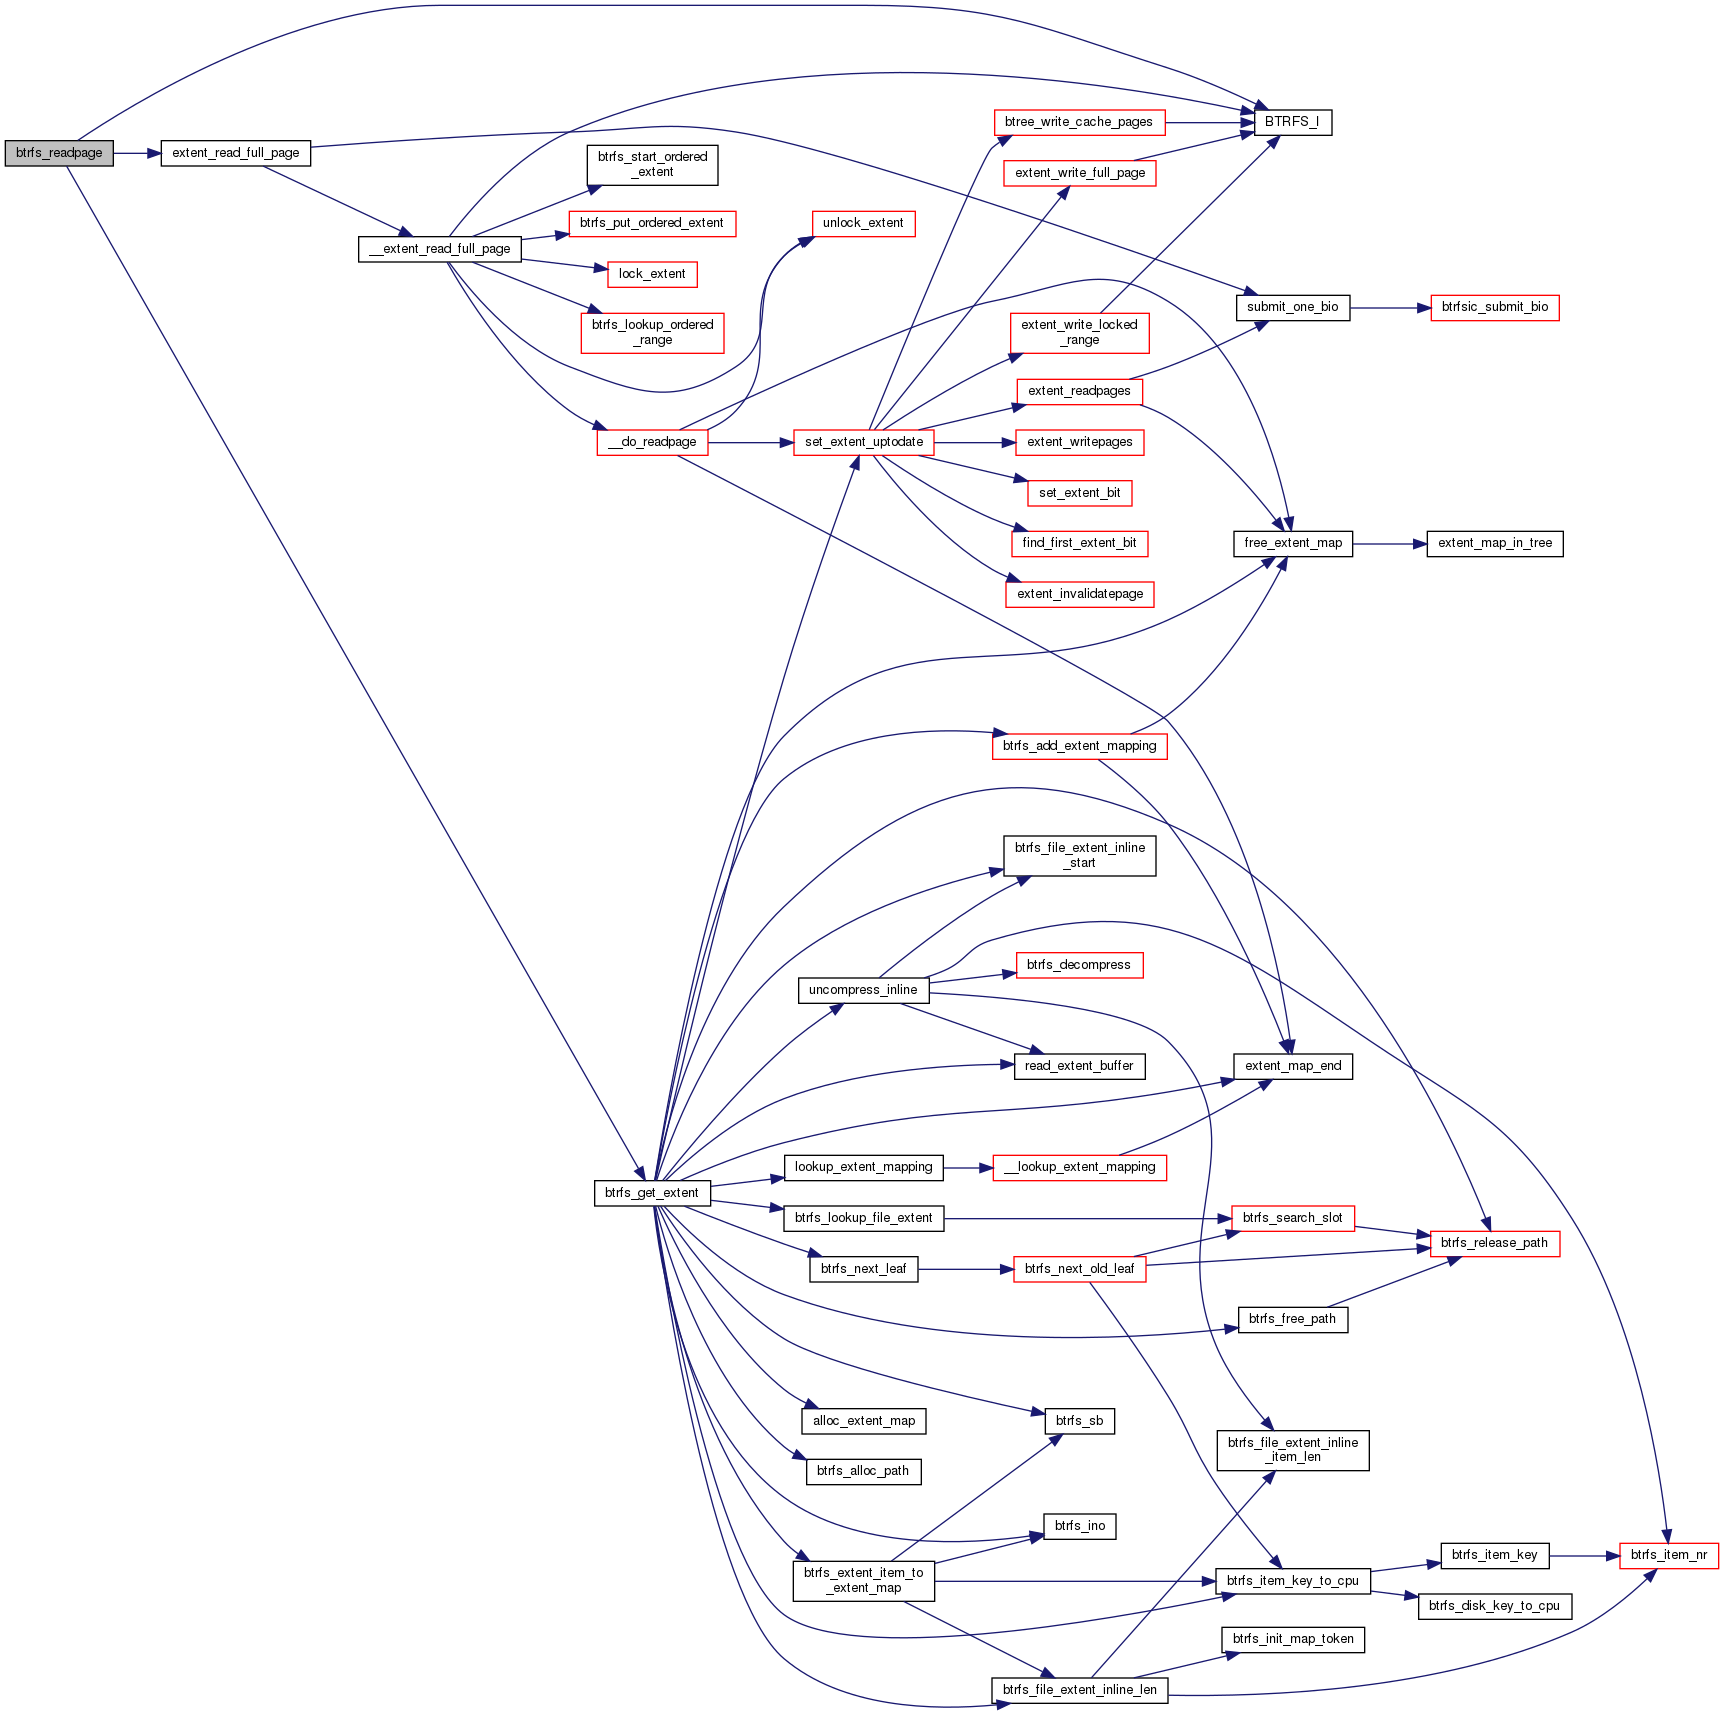 btrfs_readpage
extent_read_full_page
__extent_read_full_page
btrfs_start_ordered
_extent
btrfs_put_ordered_extent
lock_extent
btrfs_lookup_ordered
_range
__do_readpage
unlock_extent
set_extent_uptodate
btree_write_cache_pages
extent_write_full_page
extent_write_locked
_range
extent_readpages
extent_writepages
set_extent_bit
find_first_extent_bit
extent_invalidatepage
BTRFS_I
submit_one_bio
btrfsic_submit_bio
free_extent_map
extent_map_in_tree
btrfs_add_extent_mapping
btrfs_file_extent_inline
_start
uncompress_inline
btrfs_decompress
read_extent_buffer
extent_map_end
btrfs_get_extent
lookup_extent_mapping
__lookup_extent_mapping
btrfs_lookup_file_extent
btrfs_search_slot
btrfs_release_path
btrfs_next_leaf
btrfs_next_old_leaf
btrfs_free_path
alloc_extent_map
btrfs_sb
btrfs_file_extent_inline
_item_len
btrfs_alloc_path
btrfs_ino
btrfs_extent_item_to
_extent_map
btrfs_item_key_to_cpu
btrfs_item_key
btrfs_item_nr
btrfs_disk_key_to_cpu
btrfs_init_map_token
btrfs_file_extent_inline_len